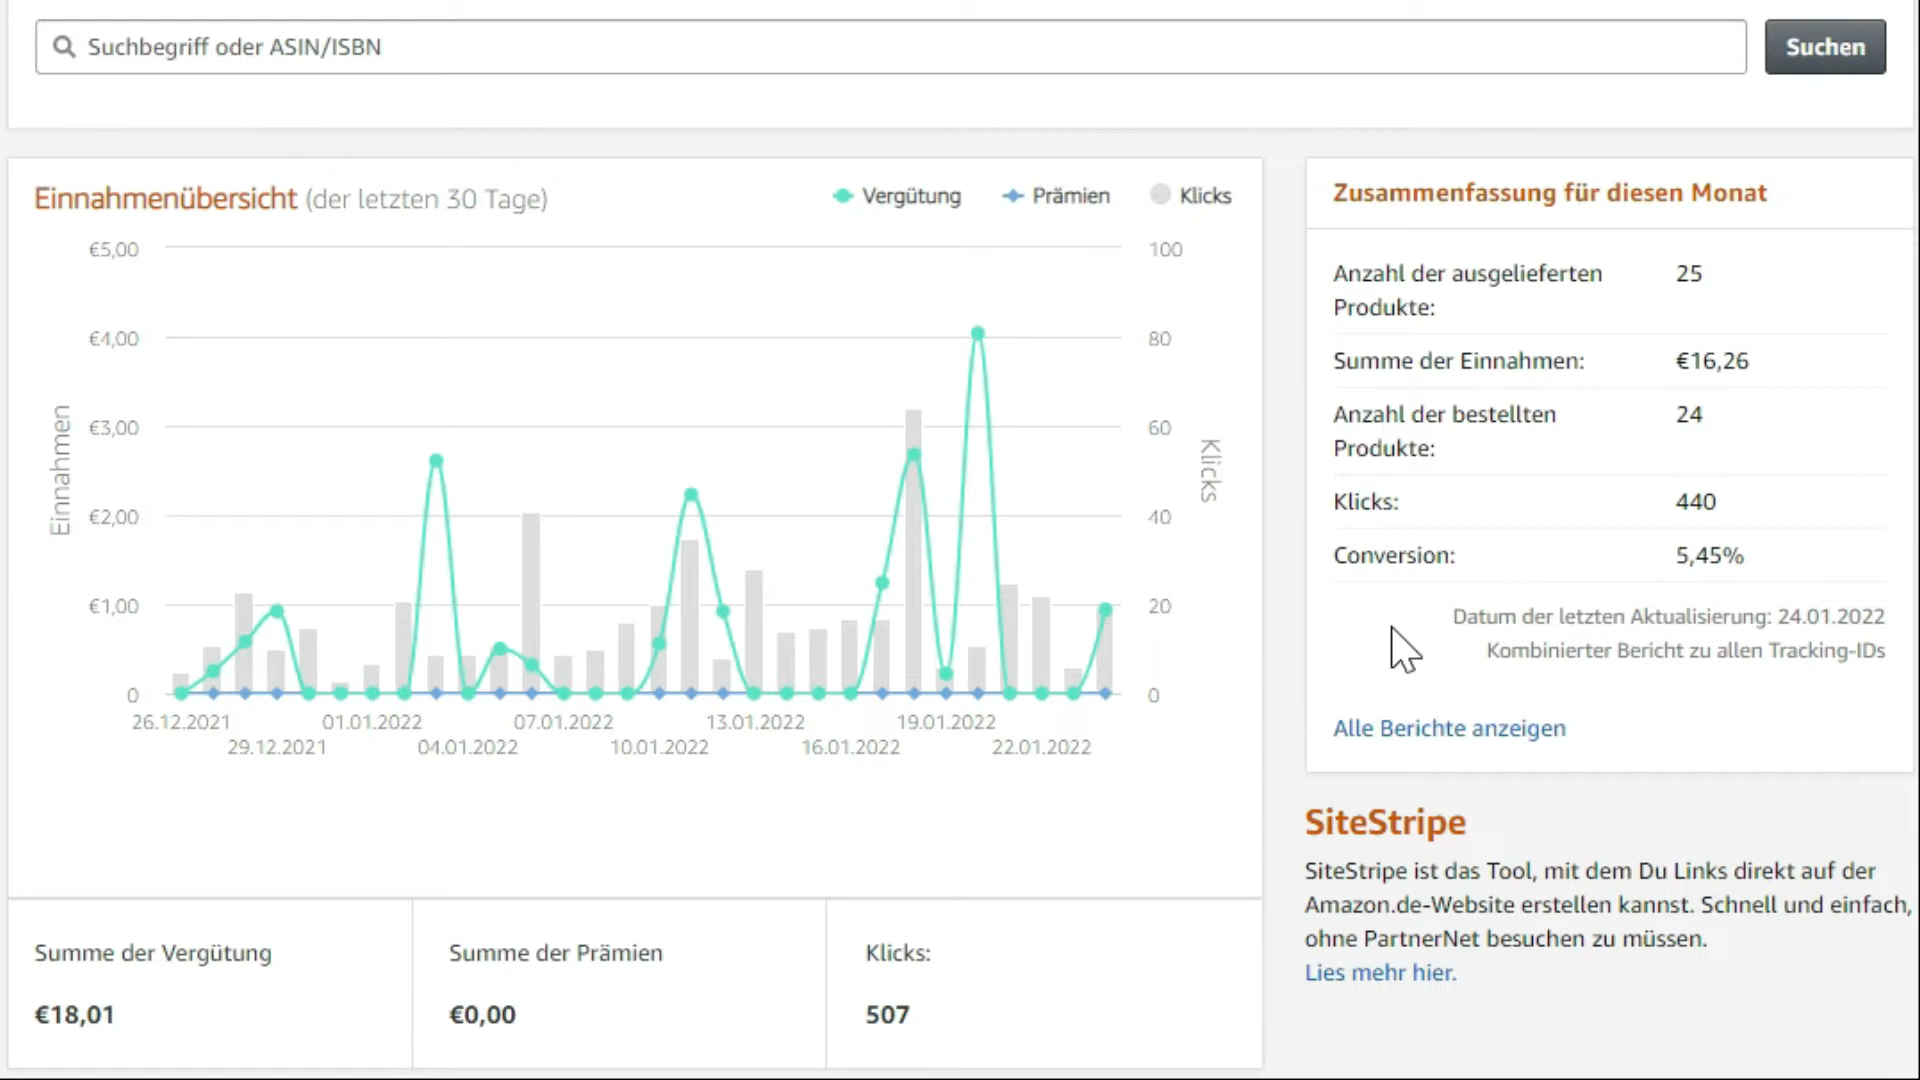 Suchbegriff oder ASIN/ISBN
Suchen
Einnahmenübersicht (der letzten 30 Tage)
Vergütung
Prämien
Klicks
€5,00
€4,00
€3,00
€2,00
€1,00
0
Einnahmen
100
80
60
40
20
0
Klicks
26.12.2021
29.12.2021
01.01.2022
04.01.2022
07.01.2022
10.01.2022
13.01.2022
16.01.2022
19.01.2022
22.01.2022
Summe der Vergütung
€18,01
Summe der Prämien
€0,00
Klicks:
507
Zusammenfassung für diesen Monat
Anzahl der ausgelieferten 25
Produkte:
Summe der Einnahmen: €16,26
Anzahl der bestellten 24
Produkte:
Klicks: 440
Conversion: 5,45%
Datum der letzten Aktualisierung: 24.01.2022
Kombinierter Bericht zu allen Tracking-IDs
Alle Berichte anzeigen
SiteStripe
SiteStripe ist das Tool, mit dem Du Links direkt auf der
Amazon.de-Website erstellen kannst. Schnell und einfach,
ohne PartnerNet besuchen zu müssen.
Lies mehr hier.